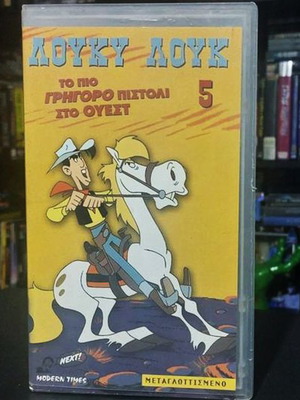 ΛΟΥΚΥ ΛΟΥΚ
ΤΟ ΠΙΟ
ΓΡΗΓΟΡΟ ΠΙΣΤΟΛΙ 5
ΣΤΟ ΟΥΕΣΤ
NEXT!
MODERN TIMES
ΜΕΤΑΓΛΩΤΤΙΣΜΕΝΟ